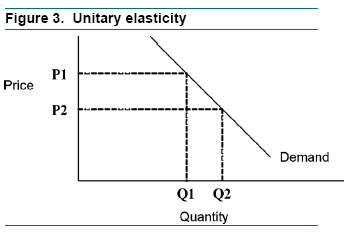 Figure 3. Unitary elasticity
P1
Price
P2
Demand
Q1 Q2
Quantity